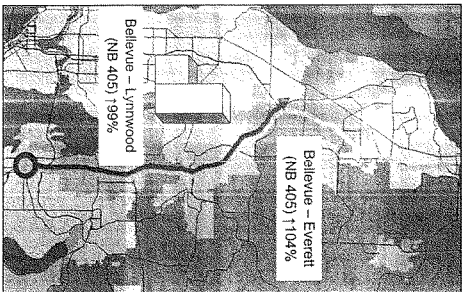 Bellevue – Everett
(NB 405) ↑104%
Bellevue – Lynnwood
(NB 405) ↑99%